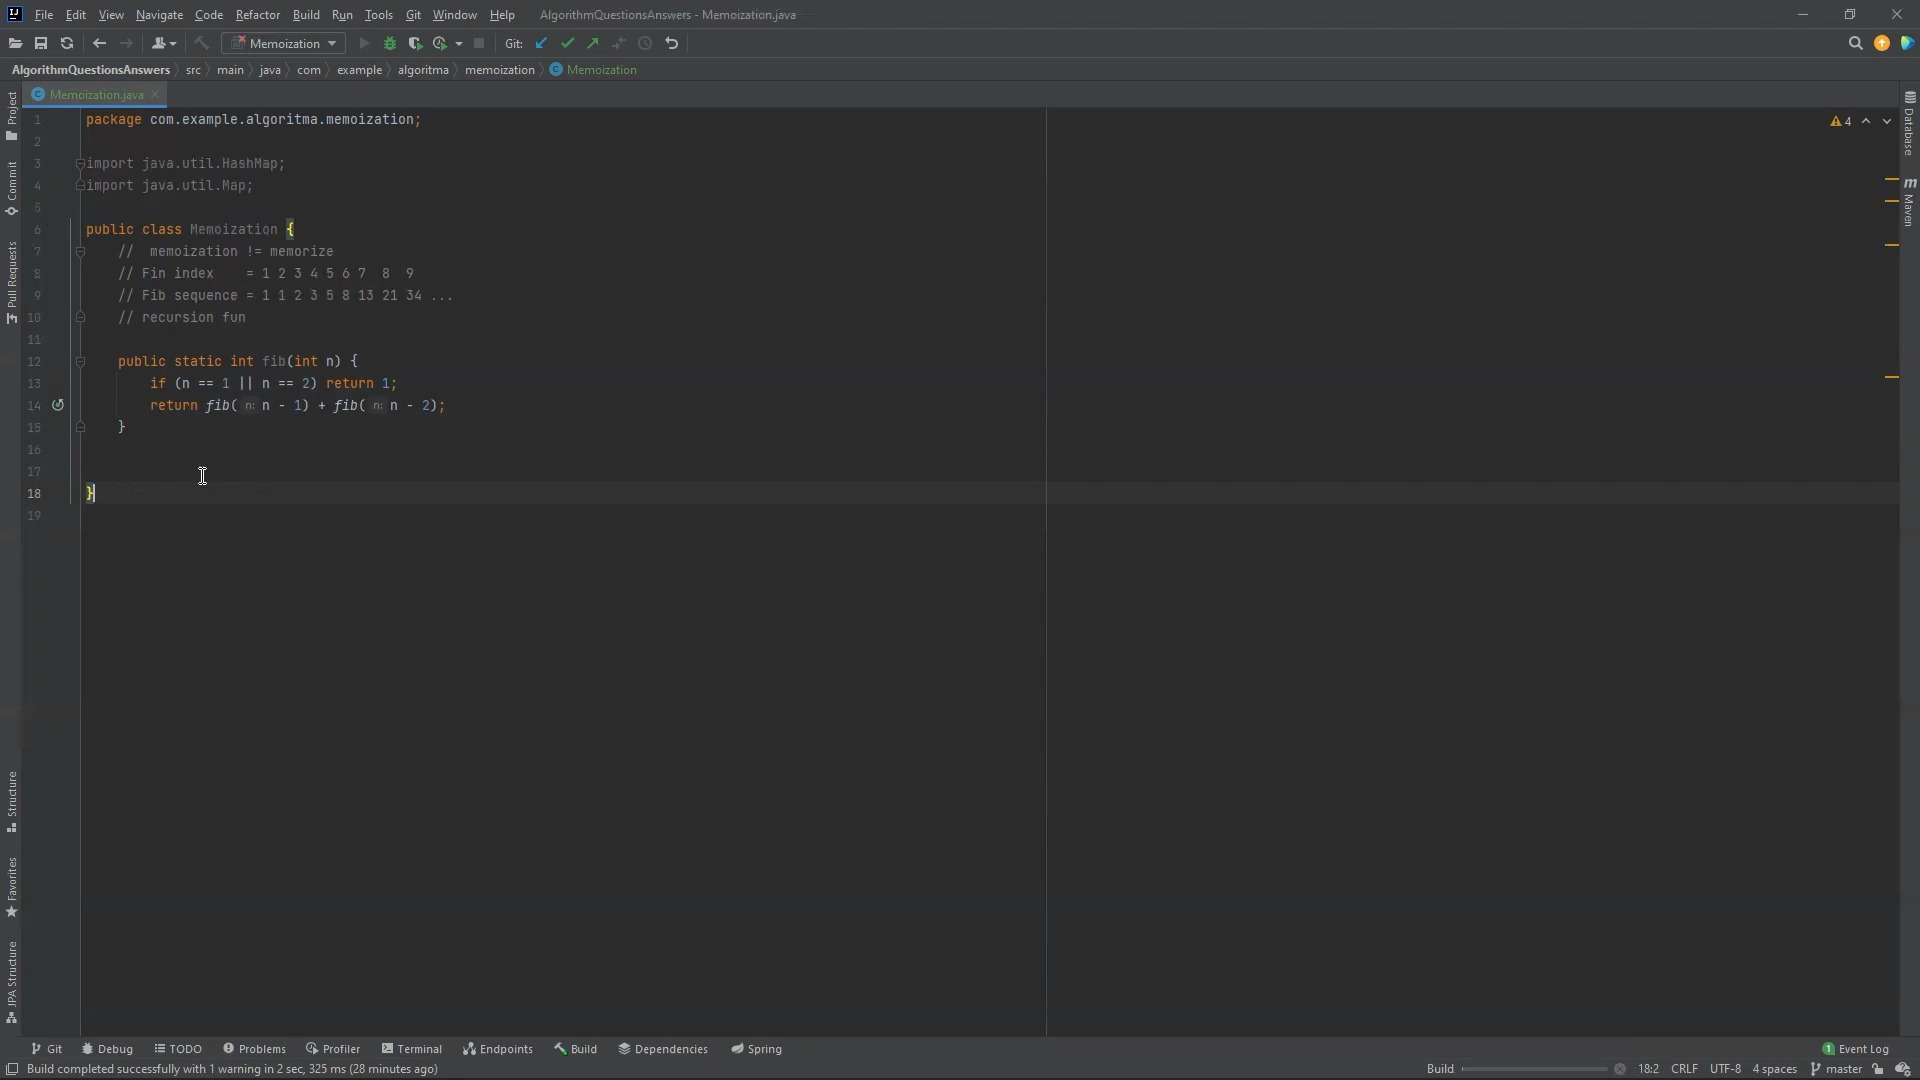 File Edit View Navigate Code Refactor Build Run Tools Git Window Help AlgorithmQuestionsAnswers - Memoization.java
Memoization Git:
AlgorithmQuestionsAnswers src main java com example algoritma memoization Memoization
Memoization.java
Project
Commit
Pull Requests
Structure
Favorites
JPA Structure
Database
Maven
4
1 package com.example.algoritma.memoization;
2
3 import java.util.HashMap;
4 import java.util.Map;
5
6 public class Memoization {
7 //  memoization != memorize
8 // Fin index    = 1 2 3 4 5 6 7  8  9
9 // Fib sequence = 1 1 2 3 5 8 13 21 34 ...
10 // recursion fun
11
12 public static int fib(int n) {
13 if (n == 1 || n == 2) return 1;
14 return fib( n: n - 1) + fib( n: n - 2);
15 }
16
17
18 }
19
Git Debug TODO Problems Profiler Terminal Endpoints Build Dependencies Spring 1 Event Log
Build completed successfully with 1 warning in 2 sec, 325 ms (28 minutes ago) Build 18:2 CRLF UTF-8 4 spaces master